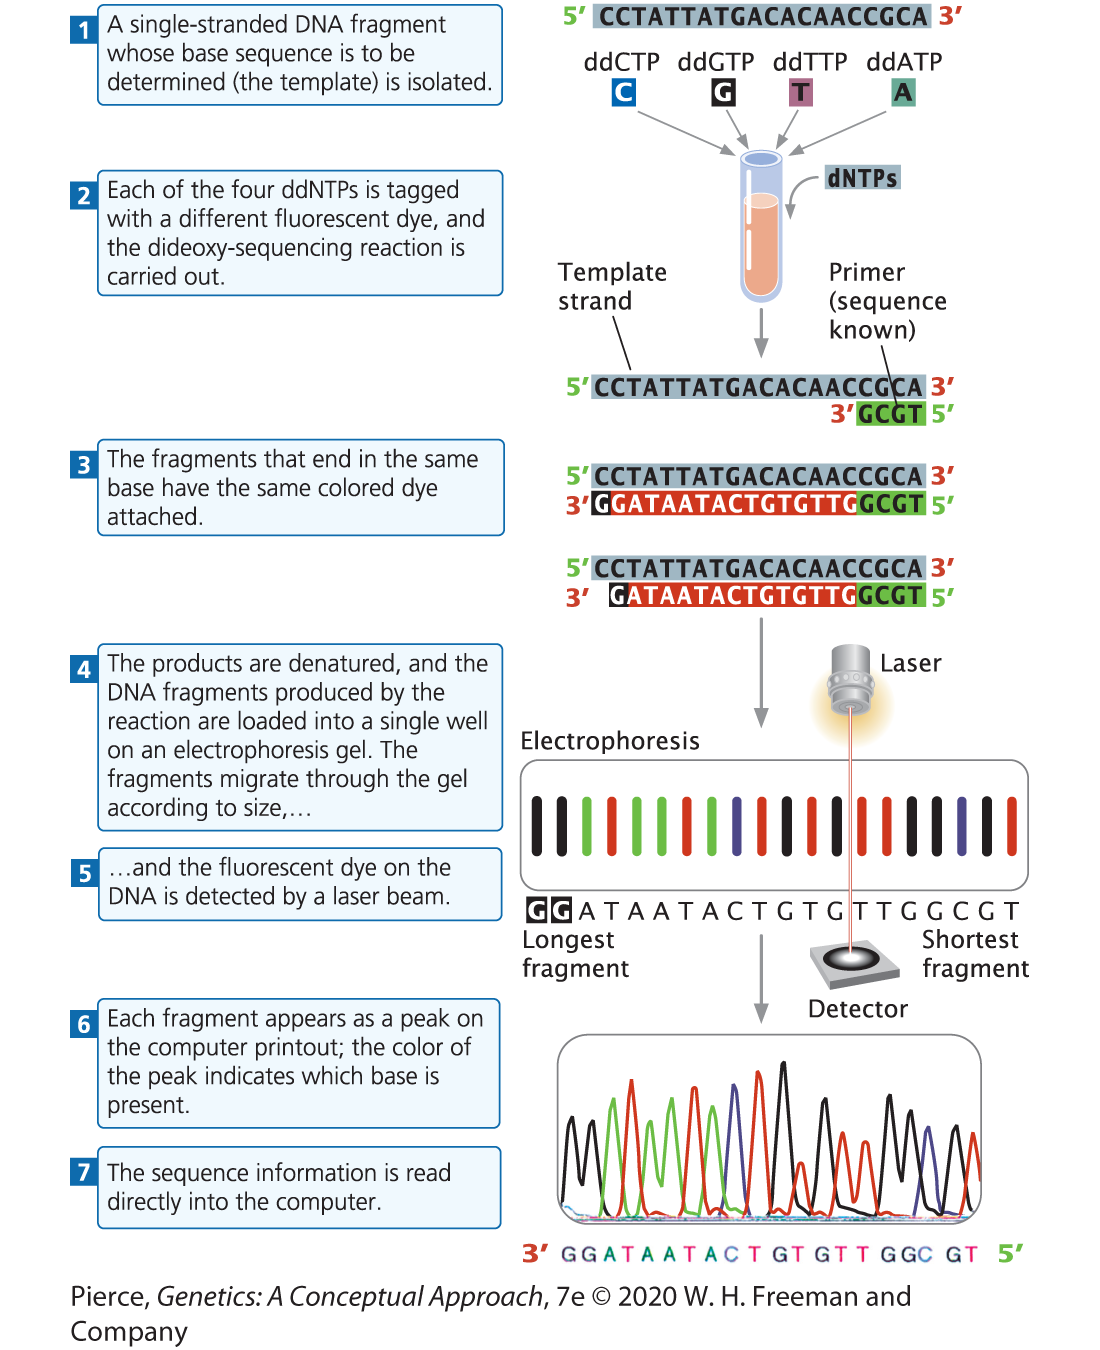 1
A single-stranded DNA fragment
whose base sequence is to be
determined (the template) is isolated.
5′ CCTATTATGACACAACCGCA 3′
ddCTP ddGTP ddTTP ddATP
C G T A
dNTPs
2
Each of the four ddNTPs is tagged
with a different fluorescent dye, and
the dideoxy-sequencing reaction is
carried out.
Template
strand
Primer
(sequence
known)
5′ CCTATTATGACACAACCGCA 3′
3′ GCGT 5′
3
The fragments that end in the same
base have the same colored dye
attached.
5′ CCTATTATGACACAACCGCA 3′
3′ GGATAATACTGTGTTGGCGT 5′
5′ CCTATTATGACACAACCGCA 3′
3′ GATAATACTGTGTTGGCGT 5′
4
The products are denatured, and the
DNA fragments produced by the
reaction are loaded into a single well
on an electrophoresis gel. The
fragments migrate through the gel
according to size,…
Laser
Electrophoresis
5
…and the fluorescent dye on the
DNA is detected by a laser beam.
G G A T A A T A C T G T G T T G G C G T
Longest
fragment
Shortest
fragment
Detector
6
Each fragment appears as a peak on
the computer printout; the color of
the peak indicates which base is
present.
7
The sequence information is read
directly into the computer.
3′ G G A T A A T A C T G T G T T G G C G T 5′
Pierce, Genetics: A Conceptual Approach, 7e © 2020 W. H. Freeman and
Company